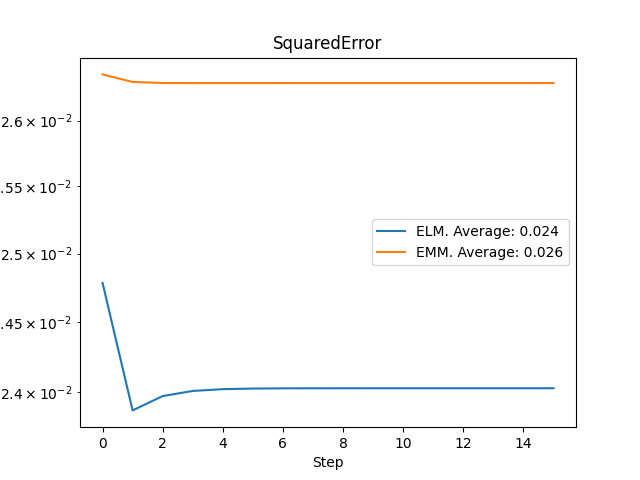 SquaredError
2.6 × 10⁻²
.55 × 10⁻²
2.5 × 10⁻²
.45 × 10⁻²
2.4 × 10⁻²
ELM. Average: 0.024
EMM. Average: 0.026
0 2 4 6 8 10 12 14
Step